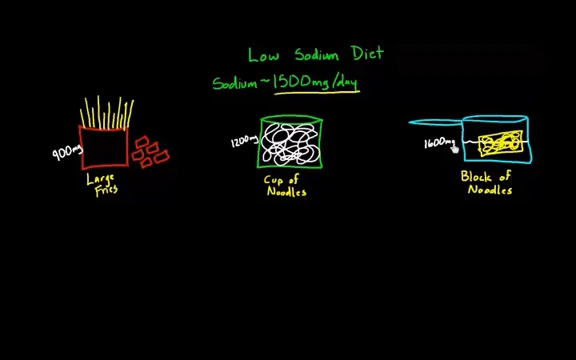 Low Sodium Diet
Sodium ~ 1500mg/day
900mg
Large
Fries
1200mg
Cup of
Noodles
1600mg
Block of
Noodles